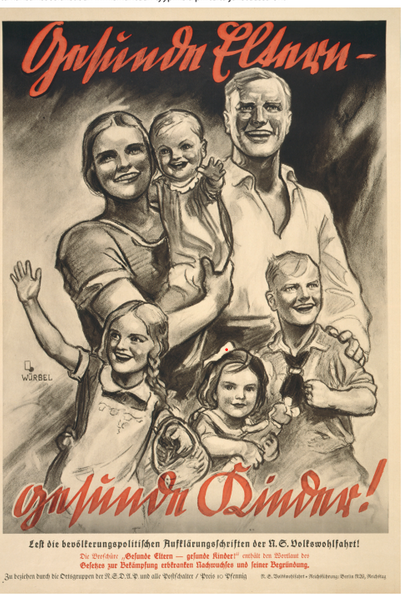 Gesunde Eltern –
WÜRBEL
gesunde Kinder!
Lest die bevölkerungspolitischen Aufklärungsschriften der N.S. Volkswohlfahrt!
Die Broschüre „Gesunde Eltern — gesunde Kinder!" enthält den Wortlaut des
Gesetzes zur Bekämpfung erbkranken Nachwuchses und seiner Begründung.
Zu beziehen durch die Ortsgruppen der N.S.D.A.P. und alle Postschalter / Preis 10 Pfennig N.S. Volkswohlfahrt • Reichsführung: Berlin